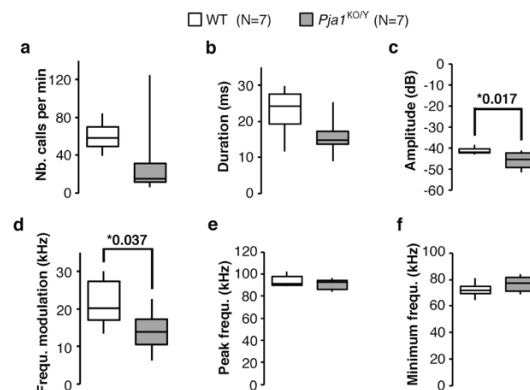 WT (N=7) Pja1KO/Y (N=7)
a
Nb. calls per min
120
80
40
0
b
Duration (ms)
30
20
10
0
c
Amplitude (dB)
0
-10
-20
-30
-40
-50
-60
*0.017
d
Frequ. modulation (kHz)
30
20
10
0
*0.037
e
Peak frequ. (kHz)
120
100
80
60
40
20
0
f
Minimum frequ. (kHz)
100
80
60
40
20
0